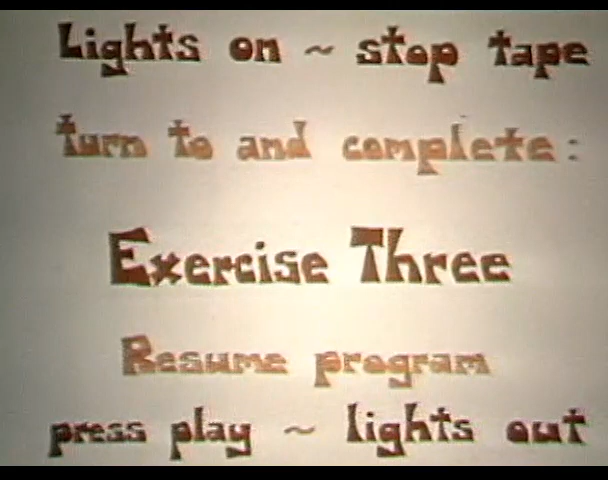 Lights on ~ stop tape
turn to and complete:
Exercise Three
Resume program
press play ~ lights out